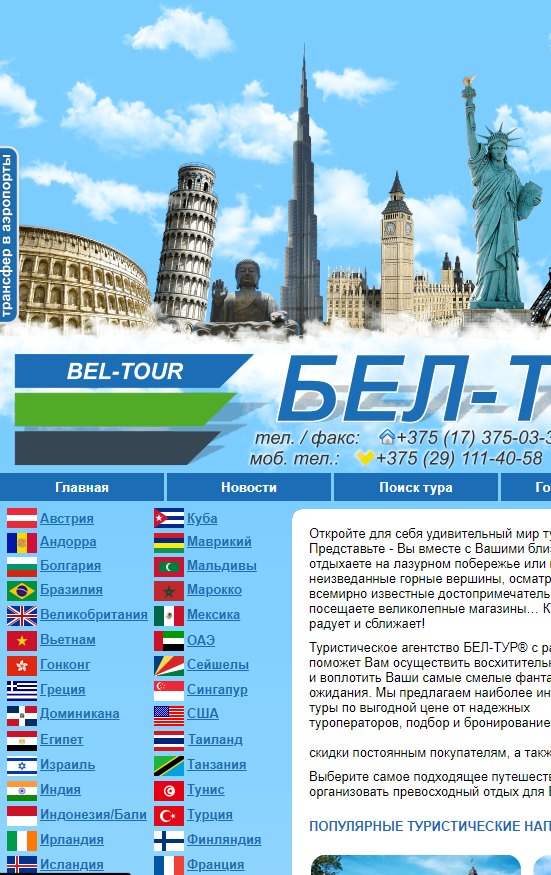 трансфер в аэропорты
BEL-TOUR
БЕЛ-Т
тел. / факс: +375 (17) 375-03-3
моб. тел.: +375 (29) 111-40-58
Главная
Новости
Поиск тура
Го
Австрия
Андорра
Болгария
Бразилия
Великобритания
Вьетнам
Гонконг
Греция
Доминикана
Египет
Израиль
Индия
Индонезия/Бали
Ирландия
Исландия
Куба
Маврикий
Мальдивы
Марокко
Мексика
ОАЭ
Сейшелы
Сингапур
США
Таиланд
Танзания
Тунис
Турция
Финляндия
Франция
Откройте для себя удивительный мир ту
Представьте - Вы вместе с Вашими близ
отдыхаете на лазурном побережье или
неизведанные горные вершины, осматр
всемирно известные достопримечатель
посещаете великолепные магазины... К
радует и сближает!
Туристическое агентство БЕЛ-ТУР® с ра
поможет Вам осуществить восхитительн
и воплотить Ваши самые смелые фанта
ожидания. Мы предлагаем наиболее ин
туры по выгодной цене от надежных
туроператоров, подбор и бронирование
скидки постоянным покупателям, а такж
Выберите самое подходящее путешеств
организовать превосходный отдых для В
ПОПУЛЯРНЫЕ ТУРИСТИЧЕСКИЕ НАП